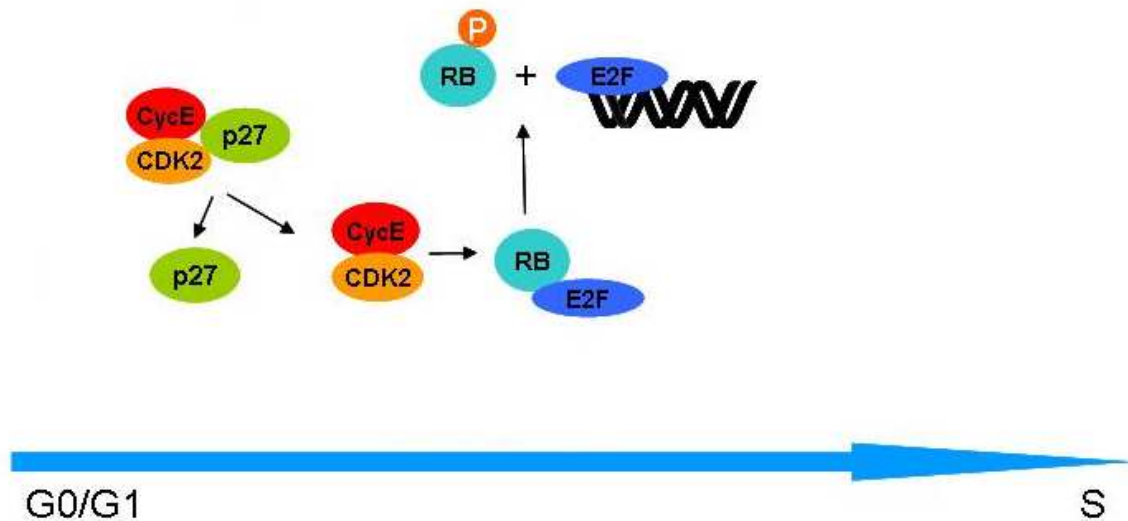 P
RB + E2F
CycE
p27
CDK2
CycE
p27
CDK2
RB
E2F
G0/G1 S